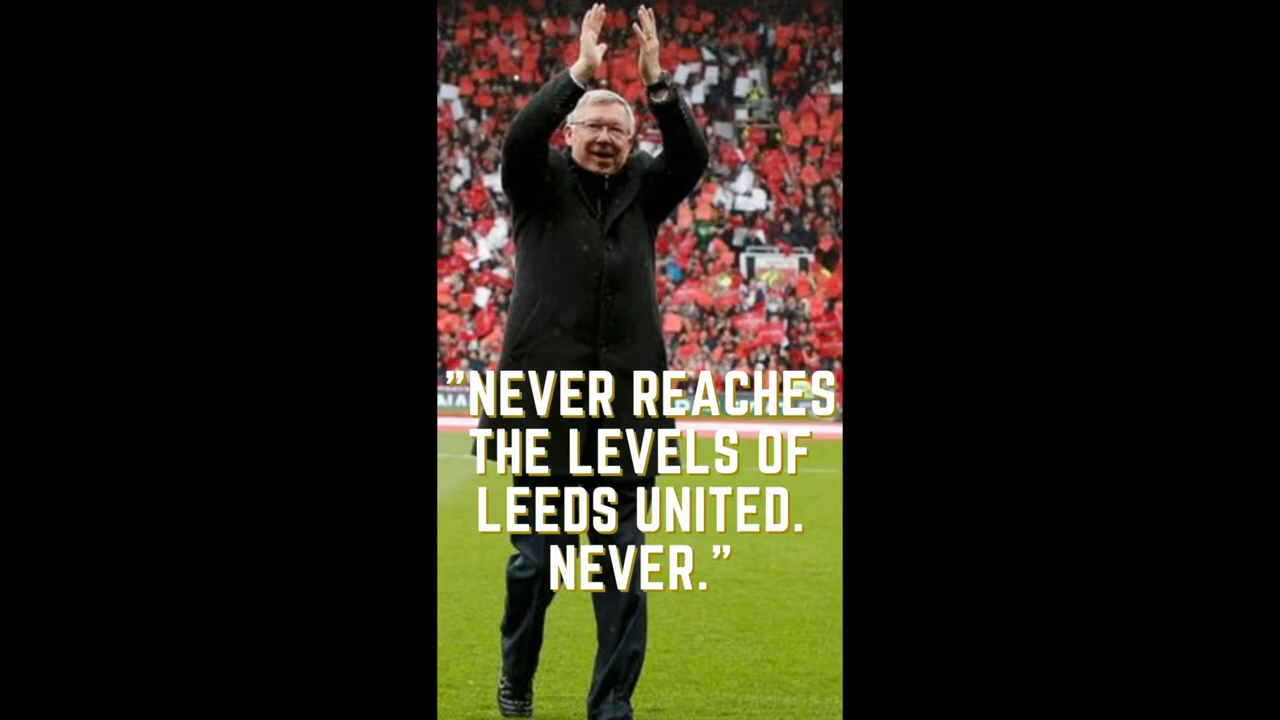 ”NEVER REACHES
THE LEVELS OF
LEEDS UNITED.
NEVER.”